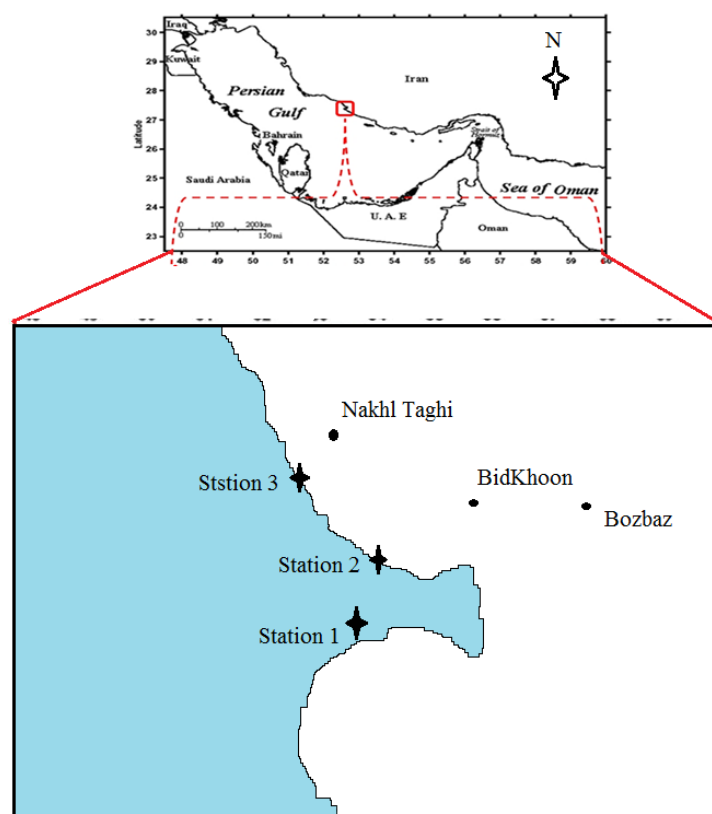 N
30
29
28
27
26
25
24
23
Latitude
Iraq
Kuwait
Iran
Persian
Gulf
Bahrain
Strait of
Hormuz
Qatar
Saudi Arabia
Sea of Oman
U. A. E
Oman
0 100 200km
0 150mi
48 49 50 51 52 53 54 55 56 57 58 59 60
Nakhl Taghi
Ststion 3
BidKhoon
Bozbaz
Station 2
Station 1